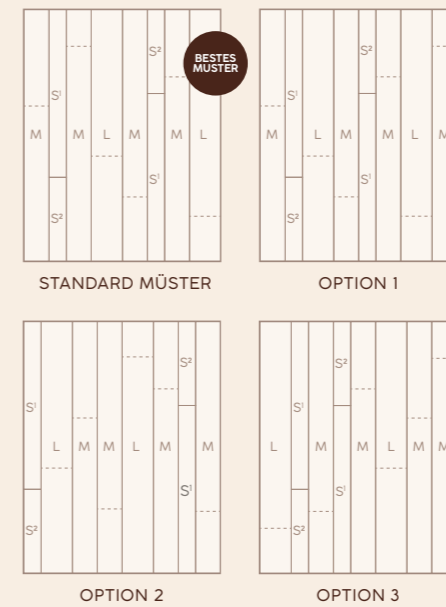 S²
BESTES
MUSTER
S¹
M M L M M L
S¹
S²
STANDARD MÜSTER
S²
S¹
M L M M L M
S¹
S²
OPTION 1
S²
S¹
L M M L M M
S¹
S²
OPTION 2
S²
S¹
L M M L M M
S¹
S²
OPTION 3